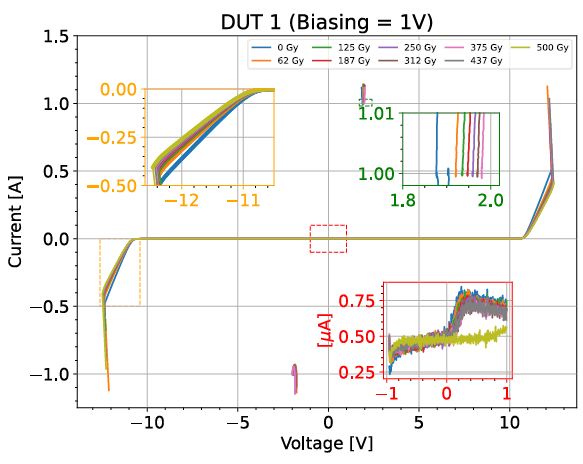 DUT 1 (Biasing = 1V)
0 Gy 125 Gy 250 Gy 375 Gy 500 Gy
62 Gy 187 Gy 312 Gy 437 Gy
1.5
1.0
0.5
0.0
−0.5
−1.0
Current [A]
0.00
−0.25
−0.50
−12 −11
1.01
1.00
1.8 2.0
0.75
0.50
0.25
[μA]
−1 0 1
−10 −5 0 5 10
Voltage [V]